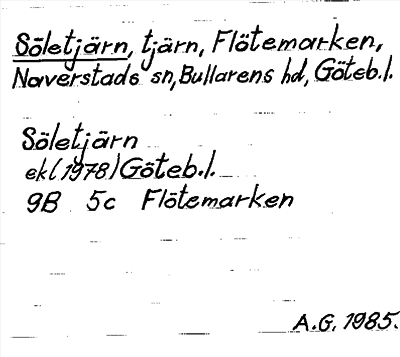 Söletjärn, tjärn, Flötemarken,
Naverstads sn, Bullarens hd, Göteb.l.
Söletjärn
ek(1978) Göteb.l.
9B 5c Flötemarken
A.G. 1985.